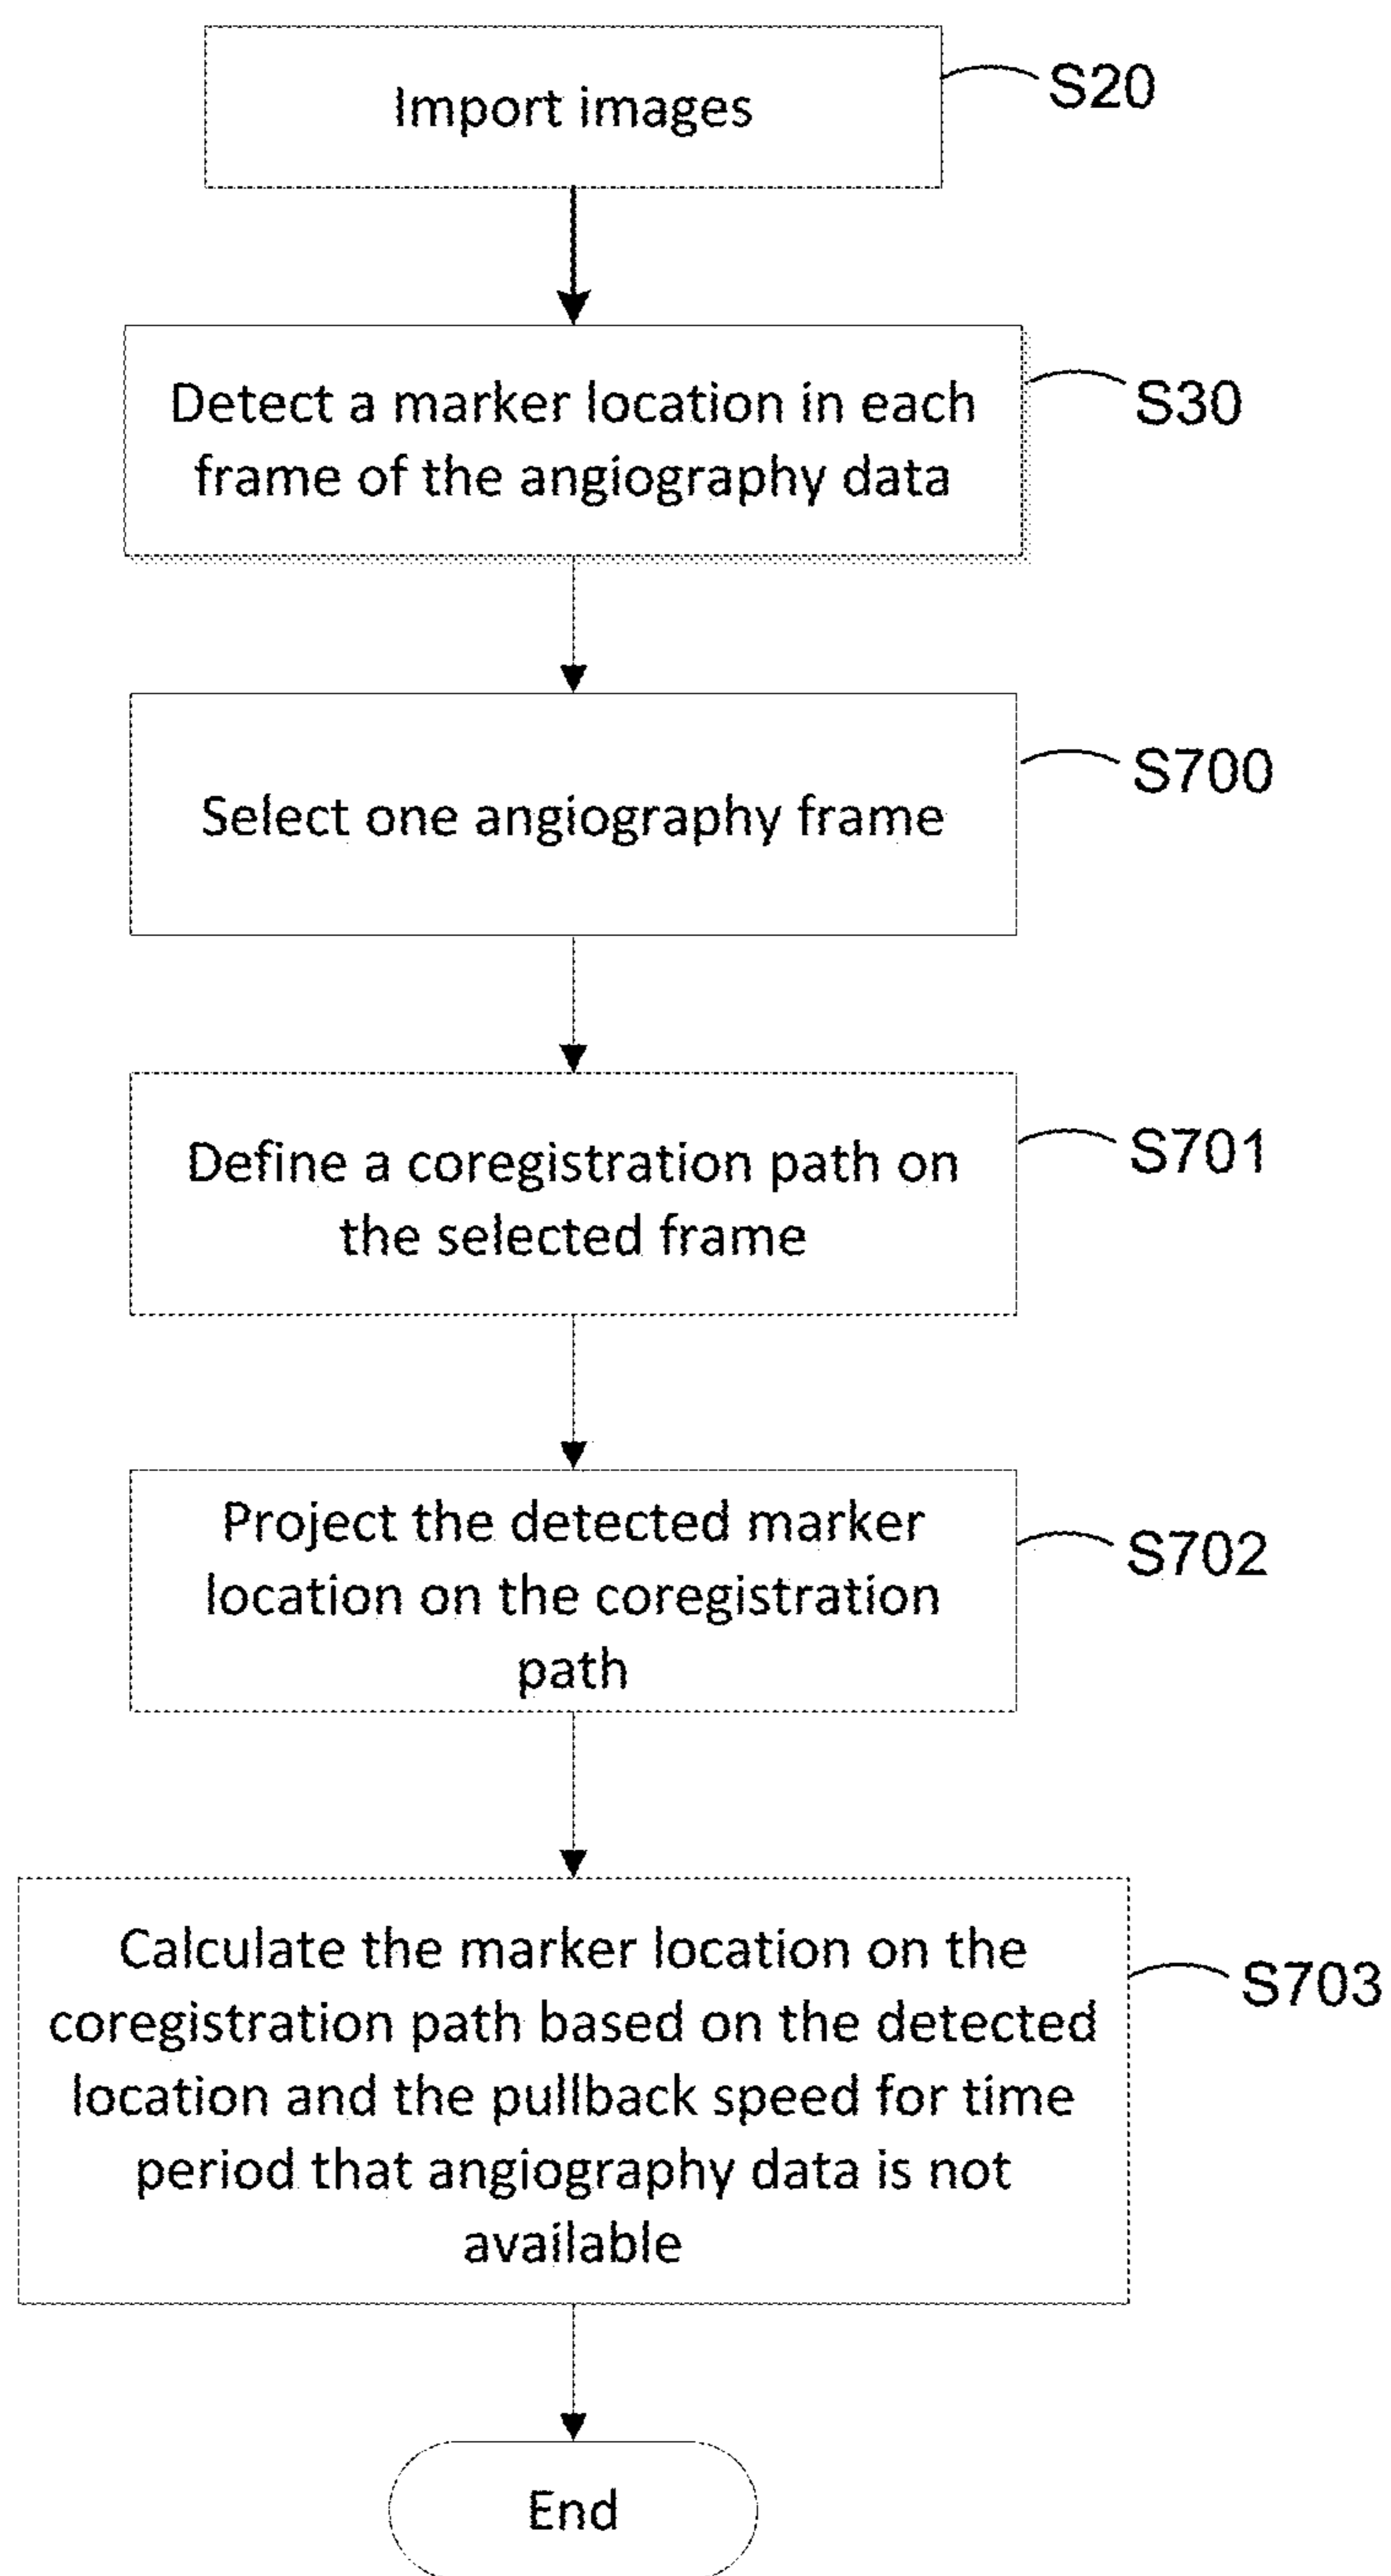 Import images
S20
Detect a marker location in each
frame of the angiography data
S30
Select one angiography frame
S700
Define a coregistration path on
the selected frame
S701
Project the detected marker
location on the coregistration
path
S702
Calculate the marker location on the
coregistration path based on the detected
location and the pullback speed for time
period that angiography data is not
available
S703
End